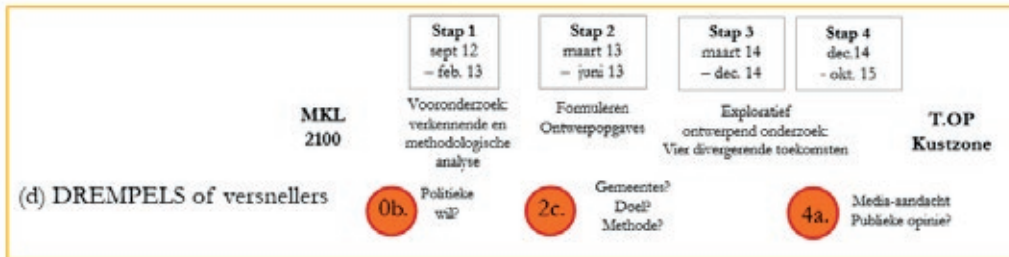 Stap 1
sept 12
– feb. 13
Stap 2
maart 13
– juni 13
Stap 3
maart 14
– dec. 14
Stap 4
dec.14
- okt. 15
MKL
2100
Vooronderzoek:
verkennende en
methodologische
analyse
Formuleren
Ontwerpopgaves
Exploratief
ontwerpend onderzoek:
Vier divergerende toekomsten
T.OP
Kustzone
(d) DREMPELS of versnellers
0b.
Politieke
wil?
2c.
Gemeentes?
Doel?
Methode?
4a.
Media-aandacht
Publieke opinie?